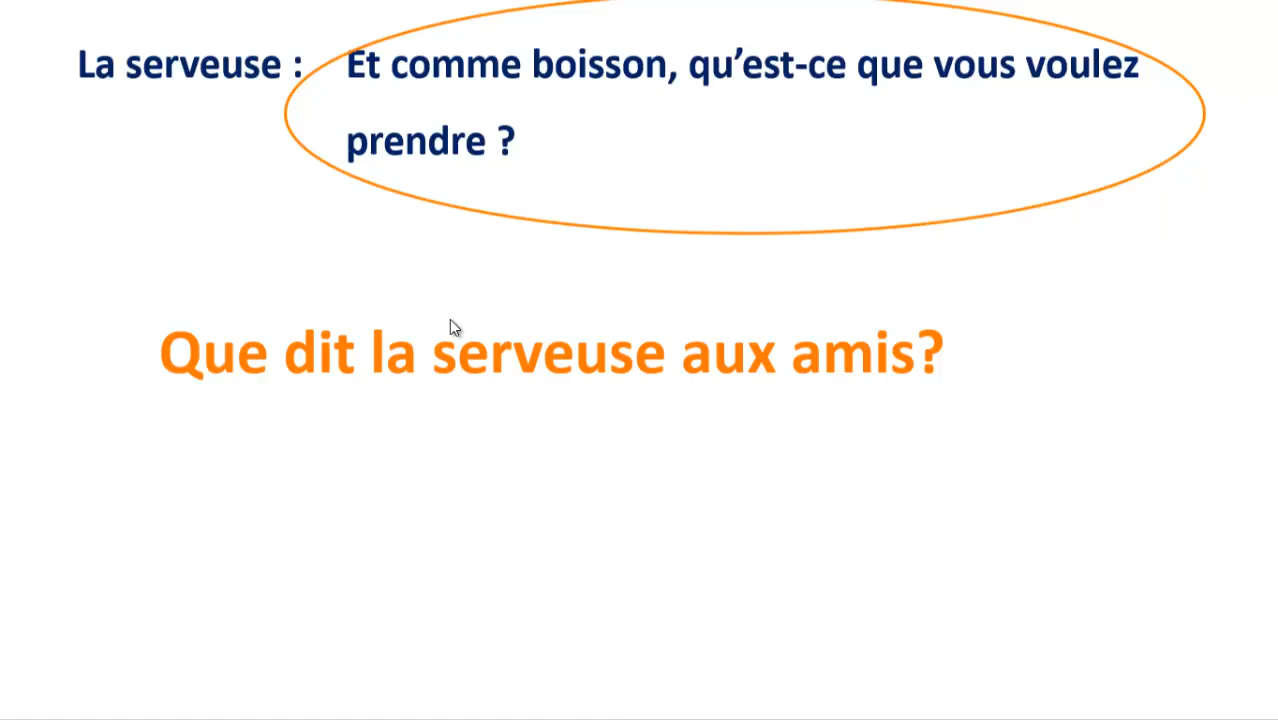 La serveuse : Et comme boisson, qu’est-ce que vous voulez
prendre ?
Que dit la serveuse aux amis?